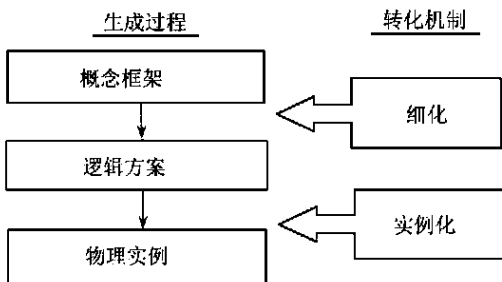 生成过程
转化机制
概念框架
细化
逻辑方案
实例化
物理实例